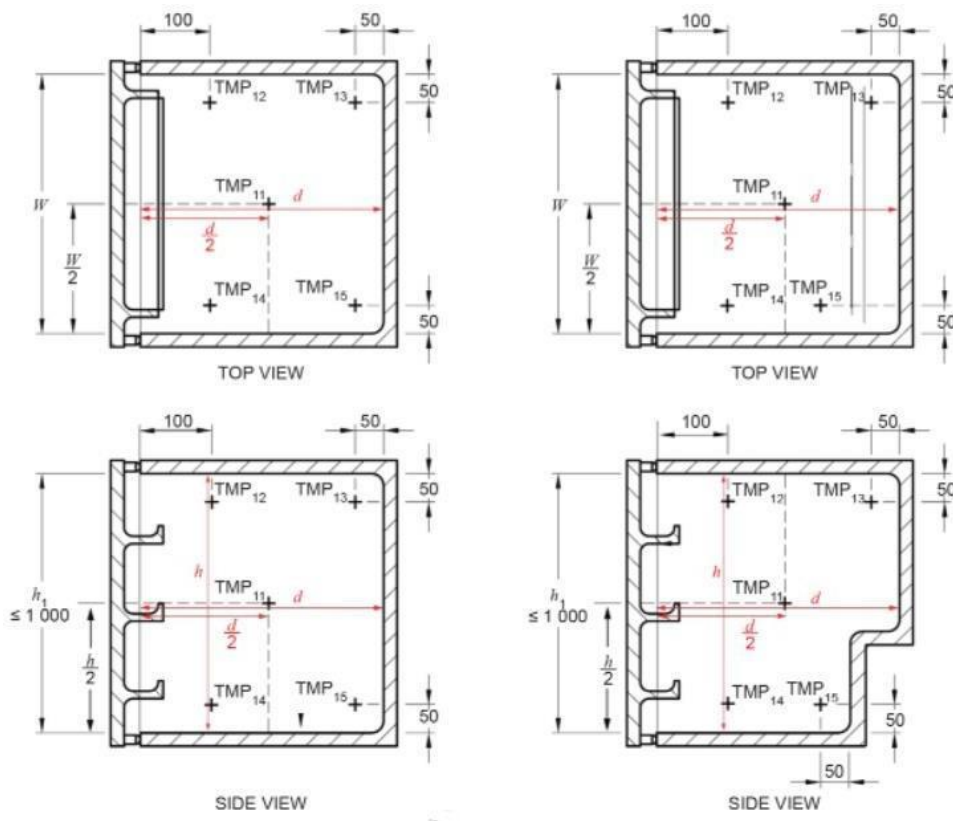 100
50
TMP12
TMP13
50
W
TMP11
d
d/2
W/2
TMP14
TMP15
50
TOP VIEW
100
50
TMP12
TMP13
50
W
TMP11
d
d/2
W/2
TMP14
TMP15
50
TOP VIEW
100
50
TMP12
TMP13
50
h
h1
≤ 1 000
TMP11
d
d/2
h/2
TMP14
TMP15
50
SIDE VIEW
100
50
TMP12
TMP13
50
h
h1
≤ 1 000
TMP11
d
d/2
h/2
TMP14
TMP15
50
50
SIDE VIEW